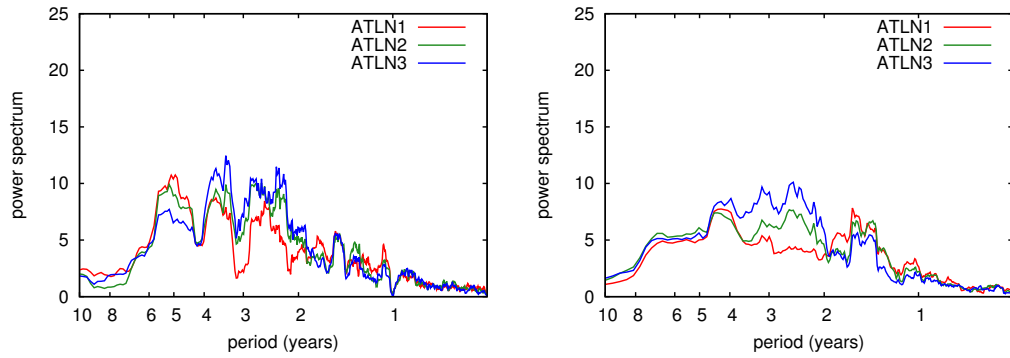 25
20
15
10
5
0
power spectrum
ATLN1
ATLN2
ATLN3
10 8 6 5 4 3 2 1
period (years)
25
20
15
10
5
0
power spectrum
ATLN1
ATLN2
ATLN3
10 8 6 5 4 3 2 1
period (years)